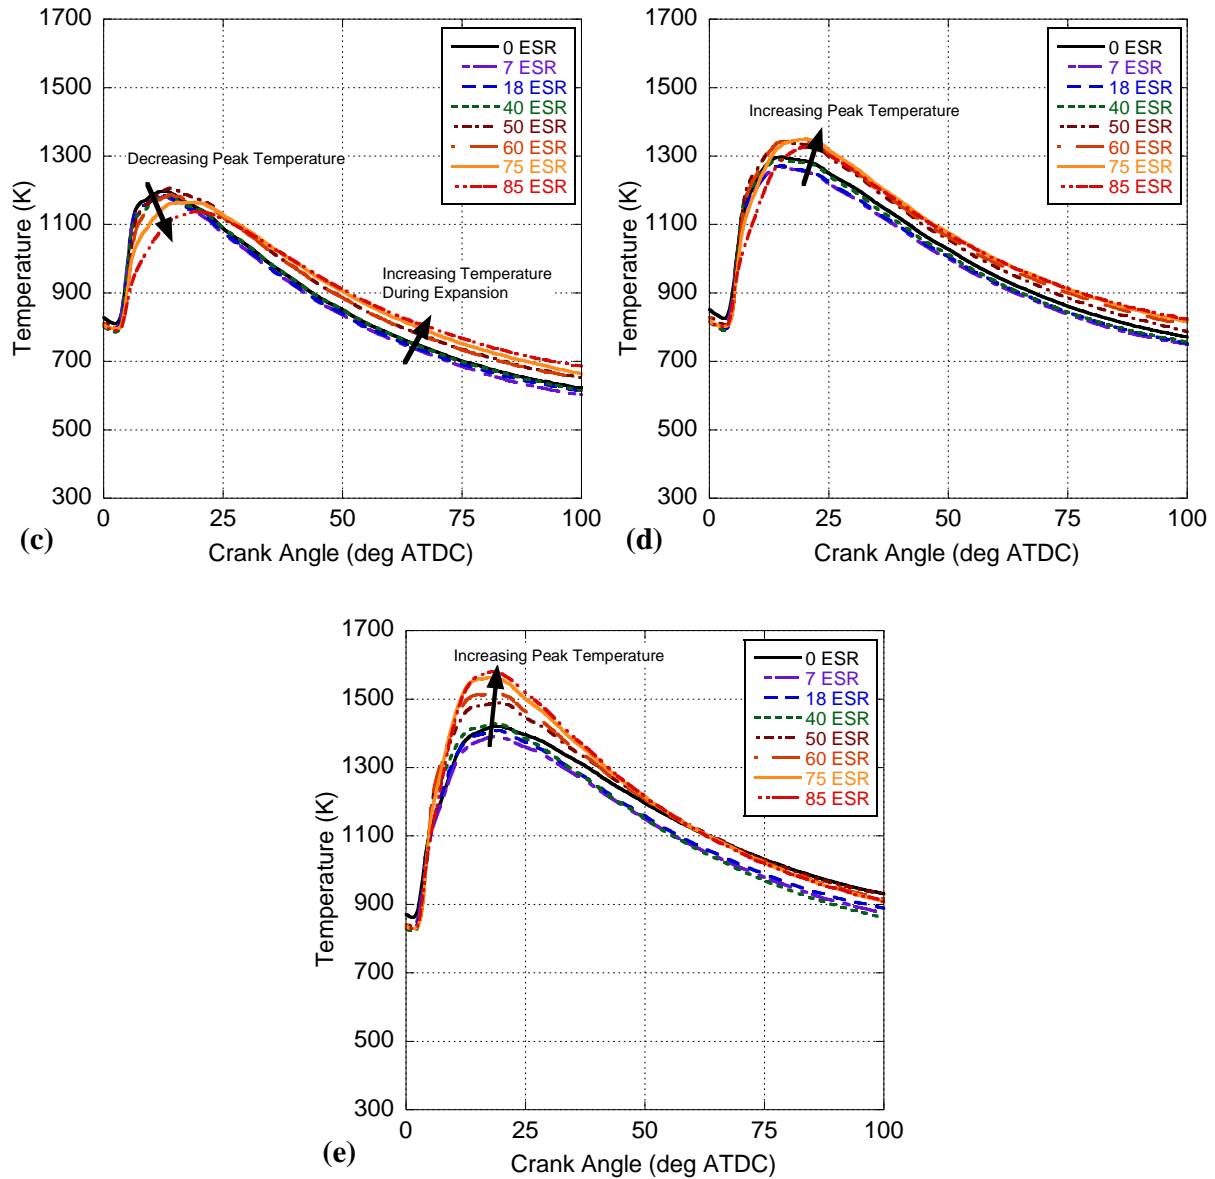 1700
1500
1300
1100
900
700
500
300
Temperature (K)
0 ESR
7 ESR
18 ESR
40 ESR
50 ESR
60 ESR
75 ESR
85 ESR
Decreasing Peak Temperature
Increasing Temperature
During Expansion
0
25
50
75
100
(c)
Crank Angle (deg ATDC)
1700
1500
1300
1100
900
700
500
300
Temperature (K)
0 ESR
7 ESR
18 ESR
40 ESR
50 ESR
60 ESR
75 ESR
85 ESR
Increasing Peak Temperature
0
25
50
75
100
(d)
Crank Angle (deg ATDC)
1700
1500
1300
1100
900
700
500
300
Temperature (K)
Increasing Peak Temperature
0 ESR
7 ESR
18 ESR
40 ESR
50 ESR
60 ESR
75 ESR
85 ESR
0
25
50
75
100
(e)
Crank Angle (deg ATDC)